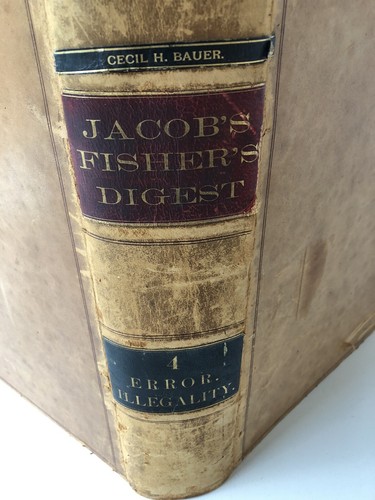 CECIL H. BAUER.
JACOB'S
FISHER'S
DIGEST
4
ERROR.
ILLEGALITY.